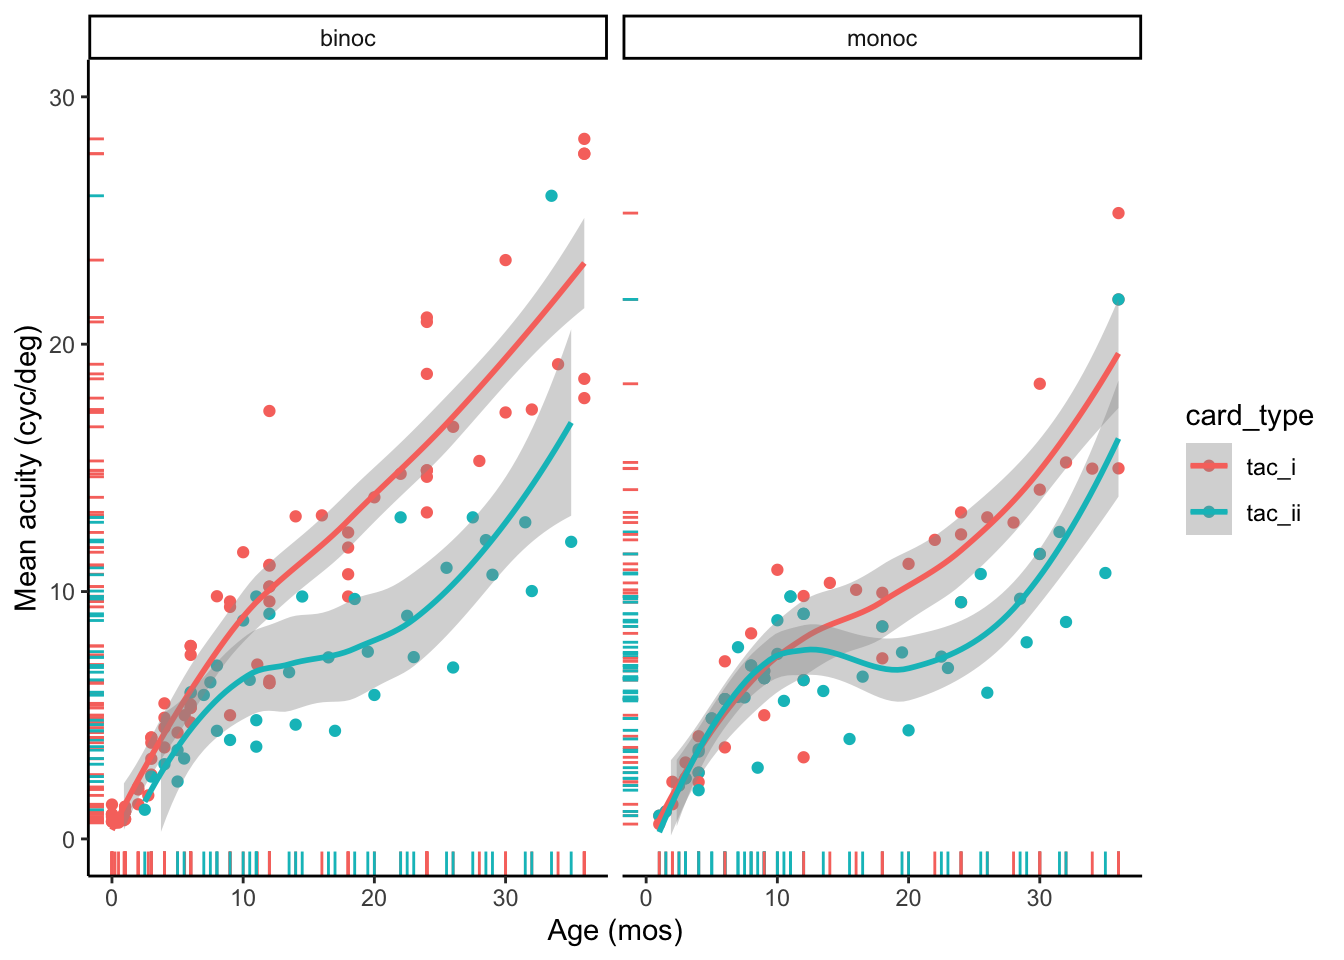 binoc
monoc
30
20
10
0
Mean acuity (cyc/deg)
0 10 20 30
0 10 20 30
Age (mos)
card_type
tac_i
tac_ii